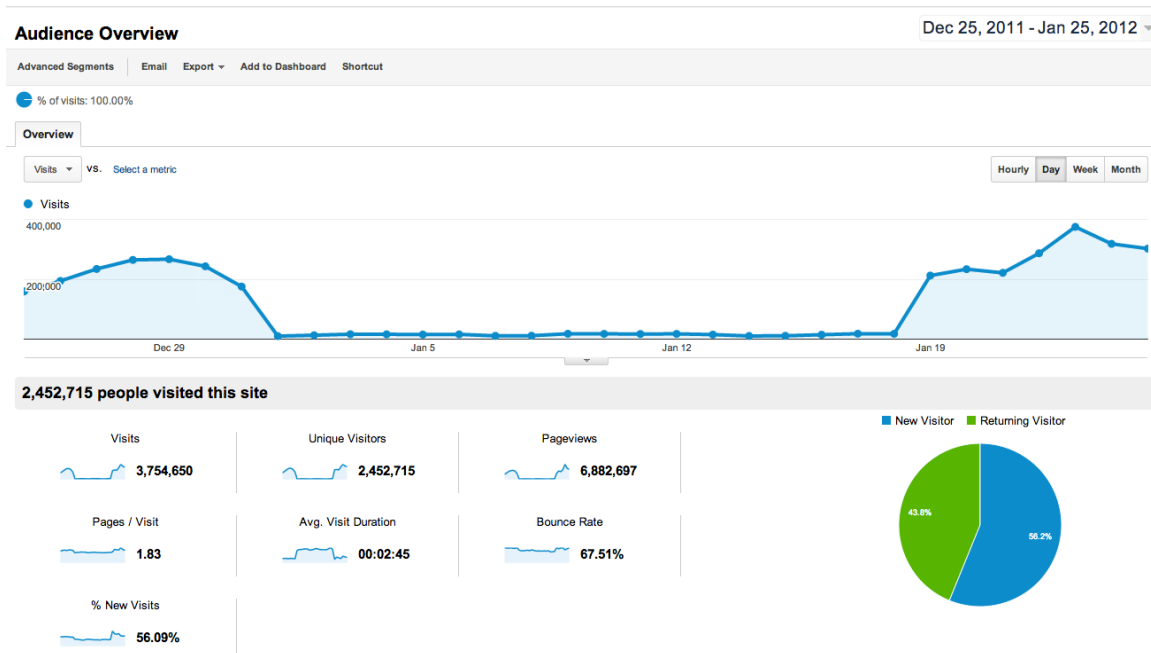 Audience Overview
Dec 25, 2011 - Jan 25, 2012
Advanced Segments Email Export Add to Dashboard Shortcut
% of visits: 100.00%
Overview
Visits VS. Select a metric
Hourly Day Week Month
Visits
400,000
200,000
Dec 29 Jan 5 Jan 12 Jan 19
2,452,715 people visited this site
New Visitor Returning Visitor
Visits Unique Visitors Pageviews
3,754,650 2,452,715 6,882,697
Pages / Visit Avg. Visit Duration Bounce Rate
1.83 00:02:45 67.51%
% New Visits
56.09%
43.8%
56.2%